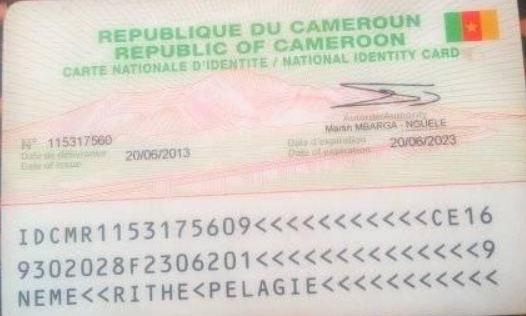 REPUBLIQUE DU CAMEROUN
REPUBLIC OF CAMEROON
CARTE NATIONALE D'IDENTITE / NATIONAL IDENTITY CARD
Autorité/Authority
Martin MBARGA - NGUELE
N° 115317560
Date de délivrance 20/06/2013
Date of Issue
Date d'expiration 20/06/2023
Date of expiration
IDCMR1153175609<<<<<<<<<<<CE16
9302028F2306201<<<<<<<<<<<<<<9
NEME<<RITHE<PELAGIE<<<<<<<<<<<